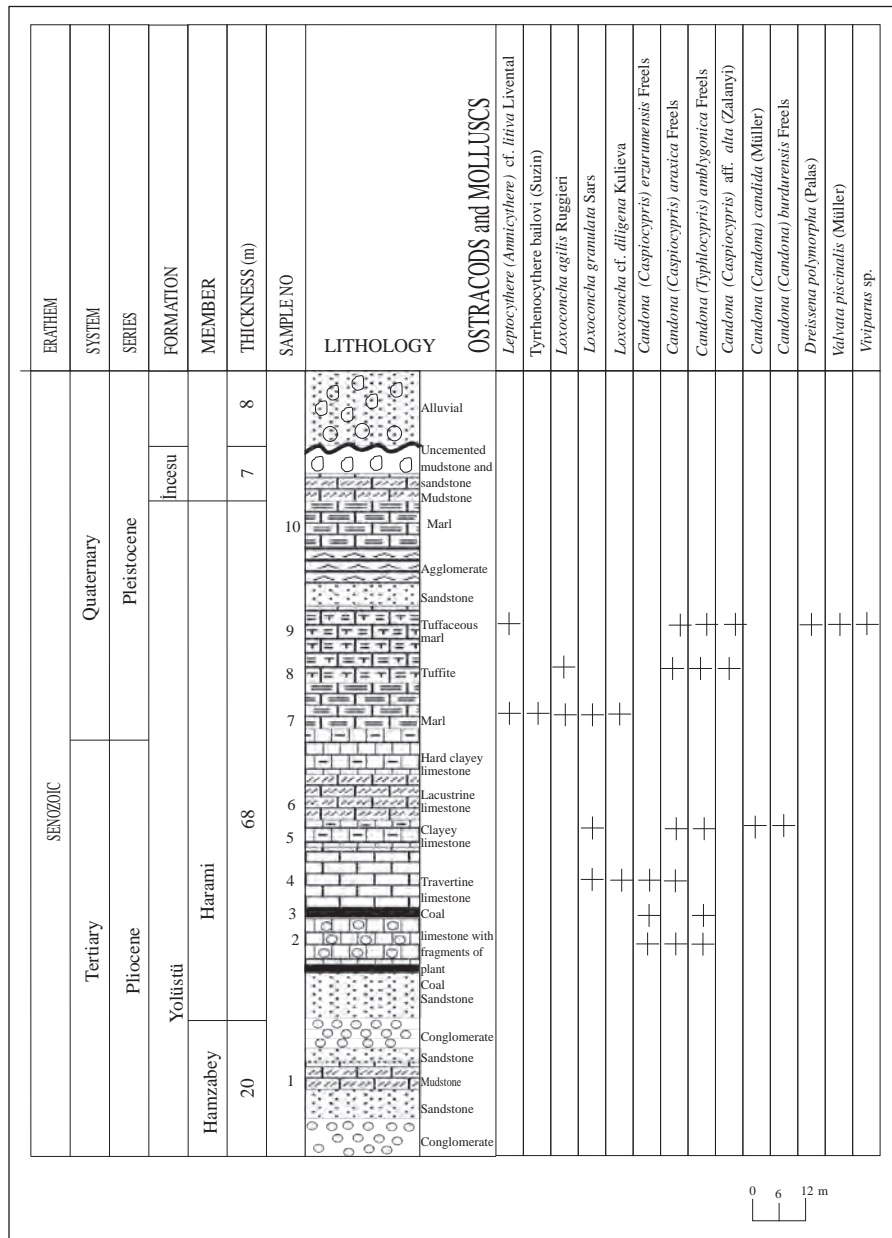 ERATHEM
SYSTEM
SERIES
FORMATION
MEMBER
THICKNESS (m)
SAMPLE NO
LITHOLOGY
OSTRACODS and MOLLUSCS
Leptocythere (Amnicythere) cf. litiva Livental
Tyrrhenocythere bailovi (Suzin)
Loxoconcha agilis Ruggieri
Loxoconcha granulata Sars
Loxoconcha cf. diligena Kulieva
Candona (Caspiocypris) erzurumensis Freels
Candona (Caspiocypris) araxica Freels
Candona (Typhlocypris) amblygonica Freels
Candona (Caspiocypris) aff. alta (Zalanyi)
Candona (Candona) candida (Müller)
Candona (Candona) burdurensis Freels
Dreissena polymorpha (Palas)
Valvata piscinalis (Müller)
Viviparus sp.
SENOZOIC
Quaternary
Tertiary
Pleistocene
Pliocene
İncesu
Yolüstü
Harami
Hamzabey
8
7
68
20
10
9
8
7
6
5
4
3
2
1
Alluvial
Uncemented
mudstone and
sandstone
Mudstone
Marl
Agglomerate
Sandstone
Tuffaceous
marl
Tuffite
Marl
Hard clayey
limestone
Lacustrine
limestone
Clayey
limestone
Travertine
limestone
Coal
limestone with
fragments of
plant
Coal
Sandstone
Conglomerate
Sandstone
Mudstone
Sandstone
Conglomerate
0 6 12 m